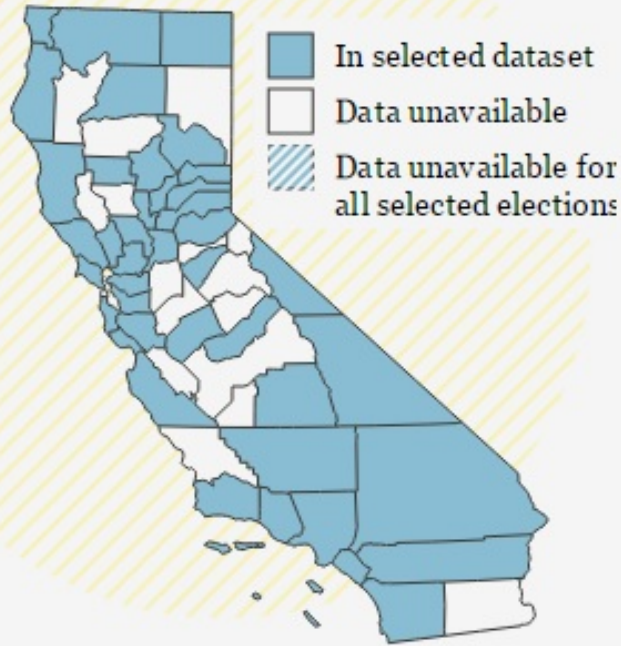 In selected dataset
Data unavailable
Data unavailable for
all selected elections